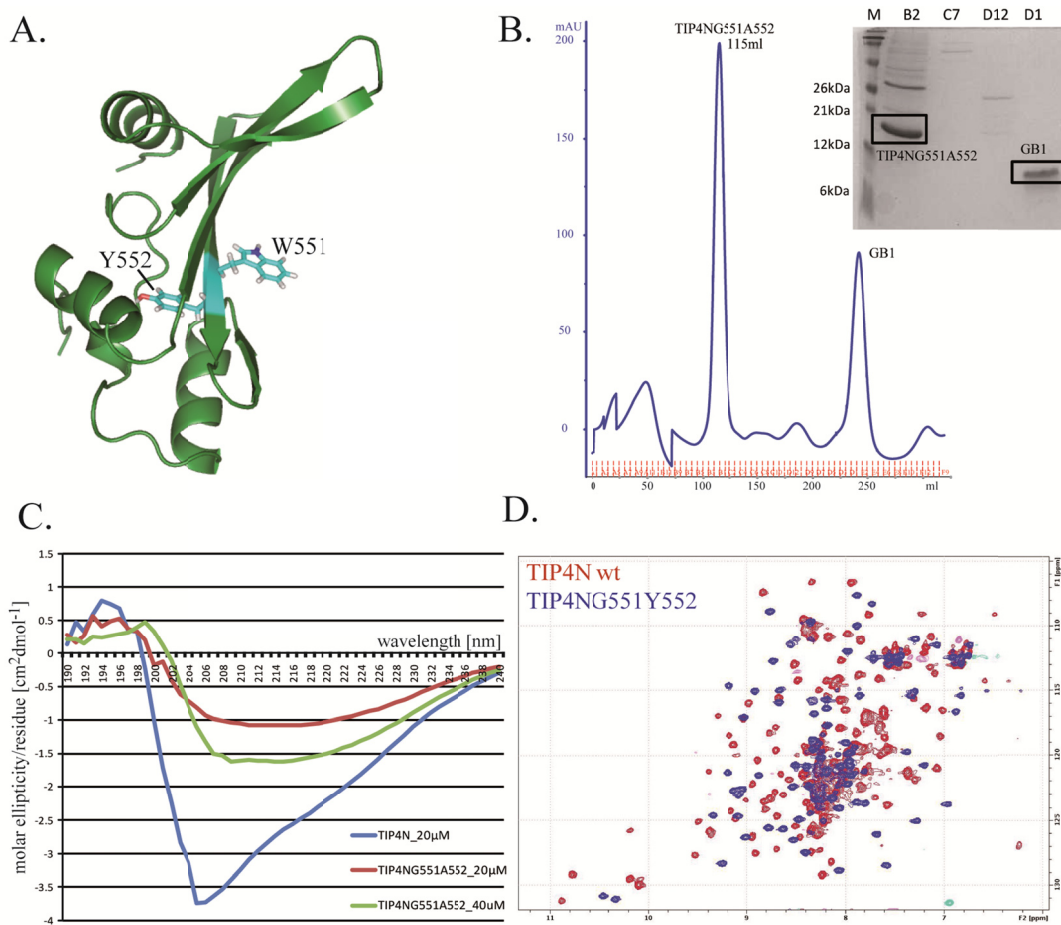 A.
Y552
W551
B.
mAU
TIP4NG551A552
115ml
200
150
100
50
0
GB1
0 50 100 150 200 250 ml
M B2 C7 D12 D1
26kDa
21kDa
12kDa
6kDa
TIP4NG551A552
GB1
C.
molar ellipticity/residue [cm2dmol-1]
1.5
1
0.5
0
-0.5
-1
-1.5
-2
-2.5
-3
-3.5
-4
wavelength [nm]
190 192 194 196 198 200 202 204 206 208 210 212 214 216 218 220 222 224 226 228 230 232 234 236 238 240
TIP4N_20µM
TIP4NG551A552_20µM
TIP4NG551A552_40uM
D.
TIP4N wt
TIP4NG551Y552
F1 [ppm]
110
115
120
125
130
11 10 9 8 7 F2 [ppm]